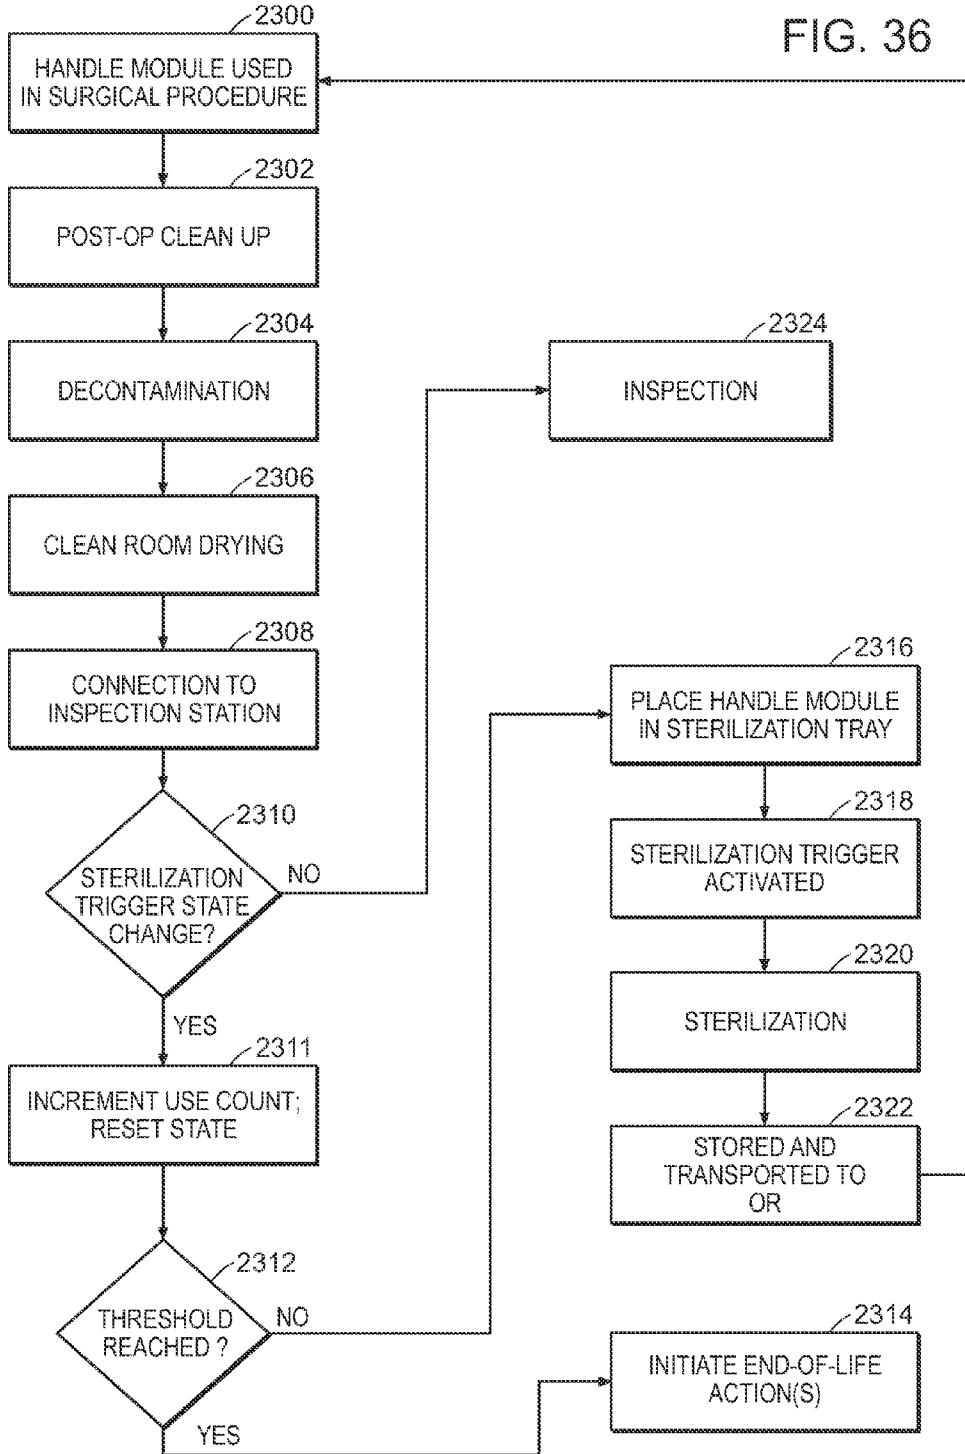 FIG. 36
2300
HANDLE MODULE USED
IN SURGICAL PROCEDURE
2302
POST-OP CLEAN UP
2304
DECONTAMINATION
2306
CLEAN ROOM DRYING
2308
CONNECTION TO
INSPECTION STATION
2310
STERILIZATION
TRIGGER STATE
CHANGE?
NO
YES
2311
INCREMENT USE COUNT;
RESET STATE
2312
THRESHOLD
REACHED ?
NO
YES
2324
INSPECTION
2316
PLACE HANDLE MODULE
IN STERILIZATION TRAY
2318
STERILIZATION TRIGGER
ACTIVATED
2320
STERILIZATION
2322
STORED AND
TRANSPORTED TO
OR
2314
INITIATE END-OF-LIFE
ACTION(S)